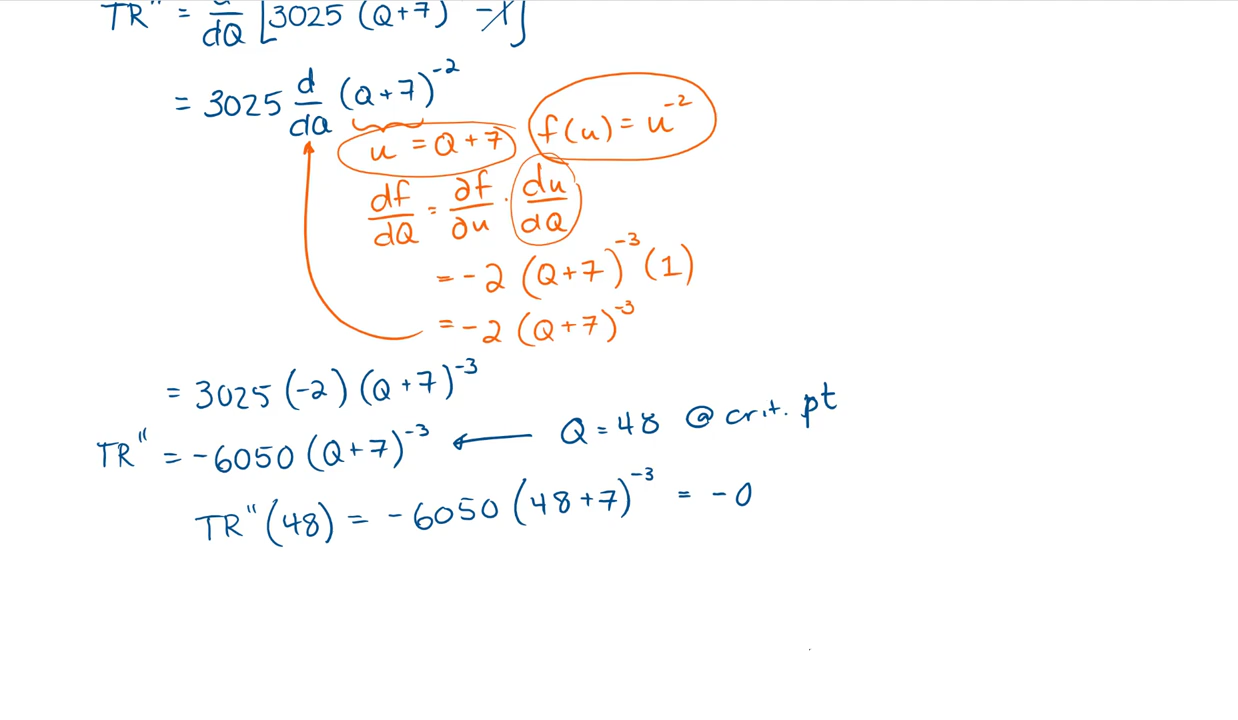 TR" = d/dQ [3025 (Q+7) -1]
= 3025 d/dQ (Q+7)^-2
u = Q+7 f(u) = u^-2
df/dQ = ∂f/∂u · du/dQ
= -2 (Q+7)^-3 (1)
= -2 (Q+7)^-3
= 3025 (-2) (Q+7)^-3
TR" = -6050 (Q+7)^-3 ← Q = 48 @ crit. pt
TR" (48) = -6050 (48+7)^-3 = -0